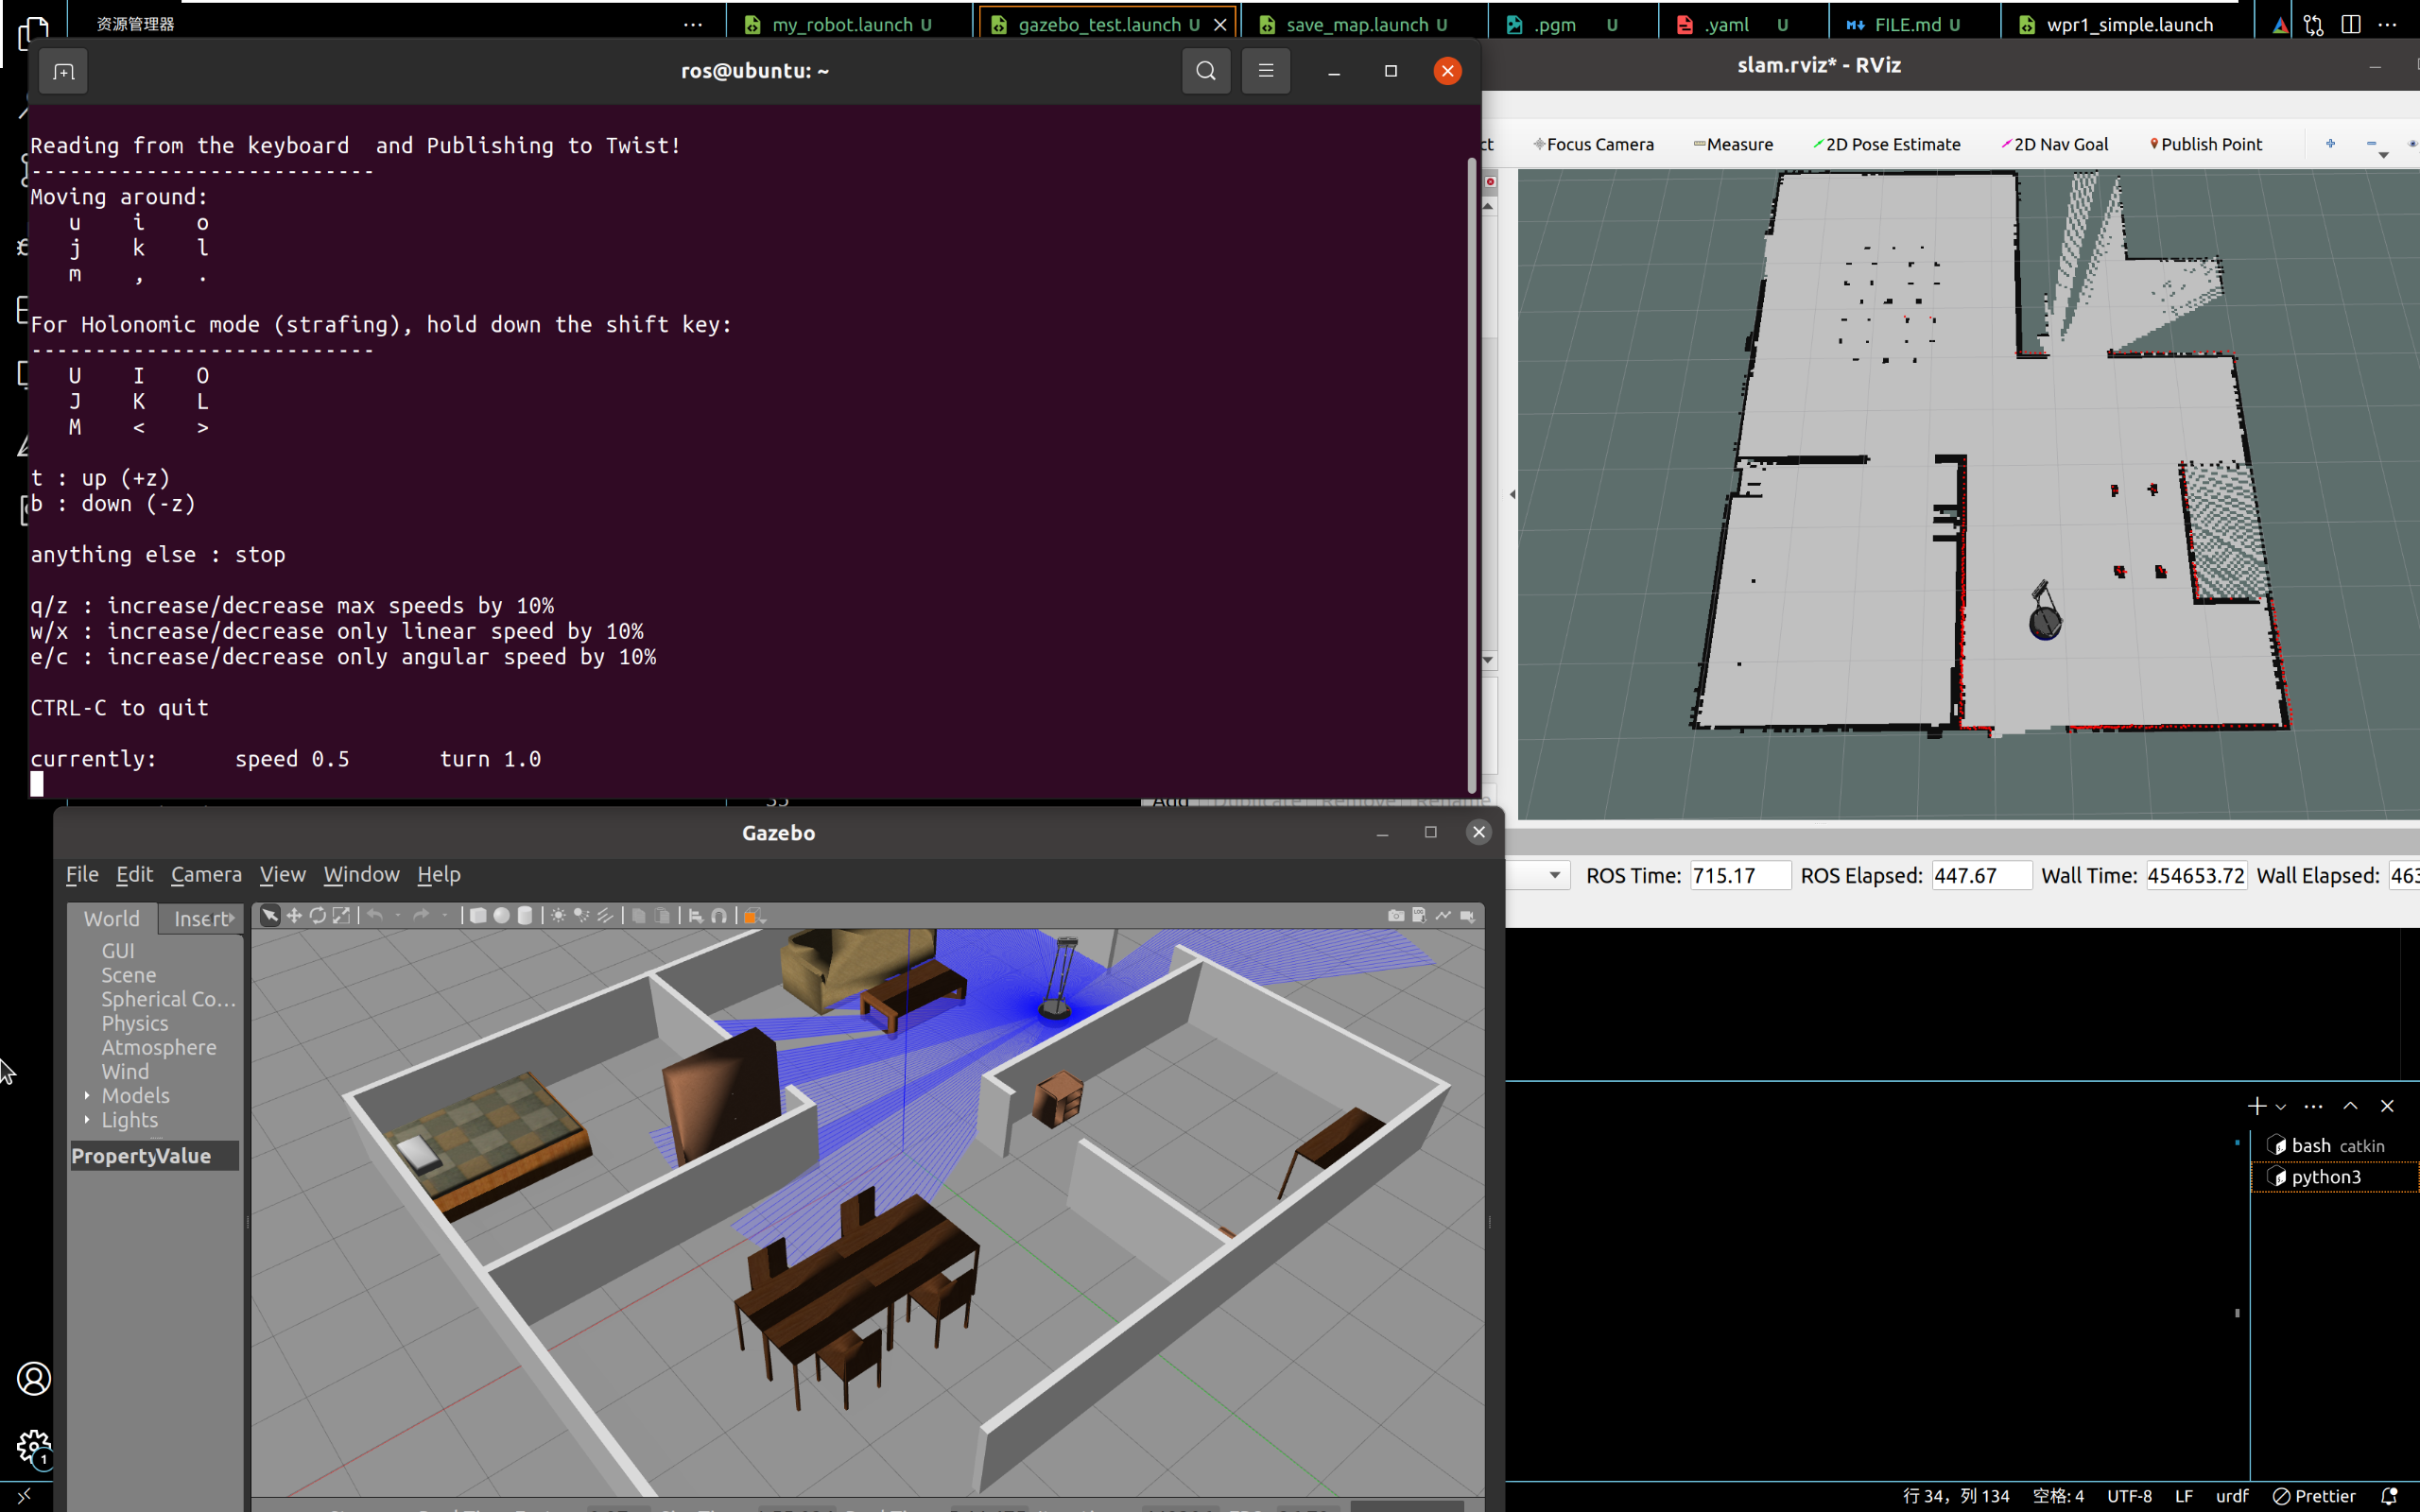 资源管理器
my_robot.launch U
gazebo_test.launch U
save_map.launch U
.pgm U
.yaml U
FILE.md U
wpr1_simple.launch
ros@ubuntu: ~
Reading from the keyboard  and Publishing to Twist!
---------------------------
Moving around:
u i o
j k l
m , .
For Holonomic mode (strafing), hold down the shift key:
---------------------------
U I O
J K L
M < >
t : up (+z)
b : down (-z)
anything else : stop
q/z : increase/decrease max speeds by 10%
w/x : increase/decrease only linear speed by 10%
e/c : increase/decrease only angular speed by 10%
CTRL-C to quit
currently: speed 0.5 turn 1.0
slam.rviz* - RViz
Focus Camera
Measure
2D Pose Estimate
2D Nav Goal
Publish Point
ROS Time: 715.17 ROS Elapsed: 447.67 Wall Time: 454653.72 Wall Elapsed: 463
Gazebo
File Edit Camera View Window Help
World Insert
GUI
Scene
Spherical Co...
Physics
Atmosphere
Wind
Models
Lights
Property Value
bash catkin
python3
1
行 34，列 134 空格: 4 UTF-8 LF urdf Prettier